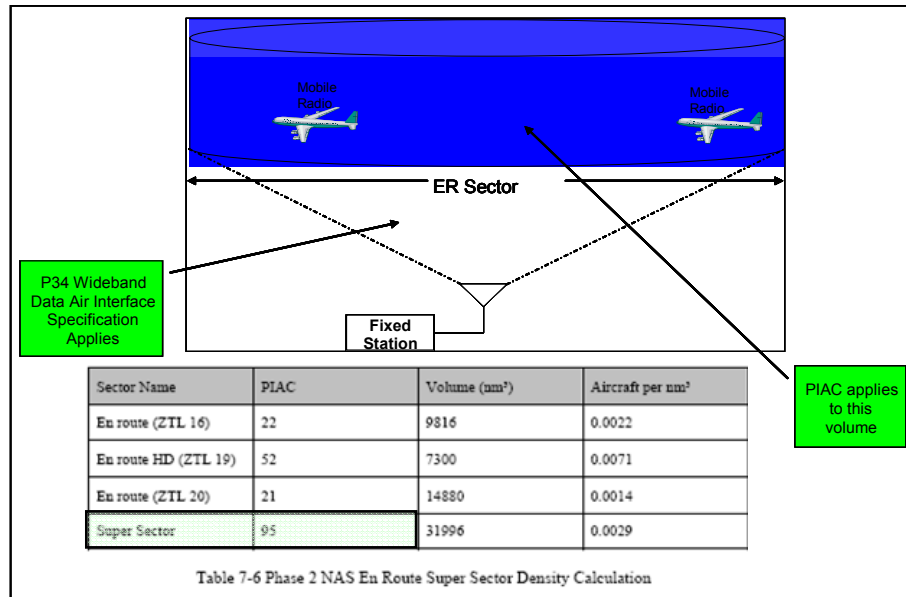 Mobile
Radio
Mobile
Radio
ER Sector
P34 Wideband
Data Air Interface
Specification
Applies
Fixed
Station
PIAC applies
to this
volume
Sector Name PIAC Volume (nm³) Aircraft per nm³
En route (ZTL 16) 22 9816 0.0022
En route HD (ZTL 19) 52 7300 0.0071
En route (ZTL 20) 21 14880 0.0014
Super Sector 95 31996 0.0029
Table 7-6 Phase 2 NAS En Route Super Sector Density Calculation